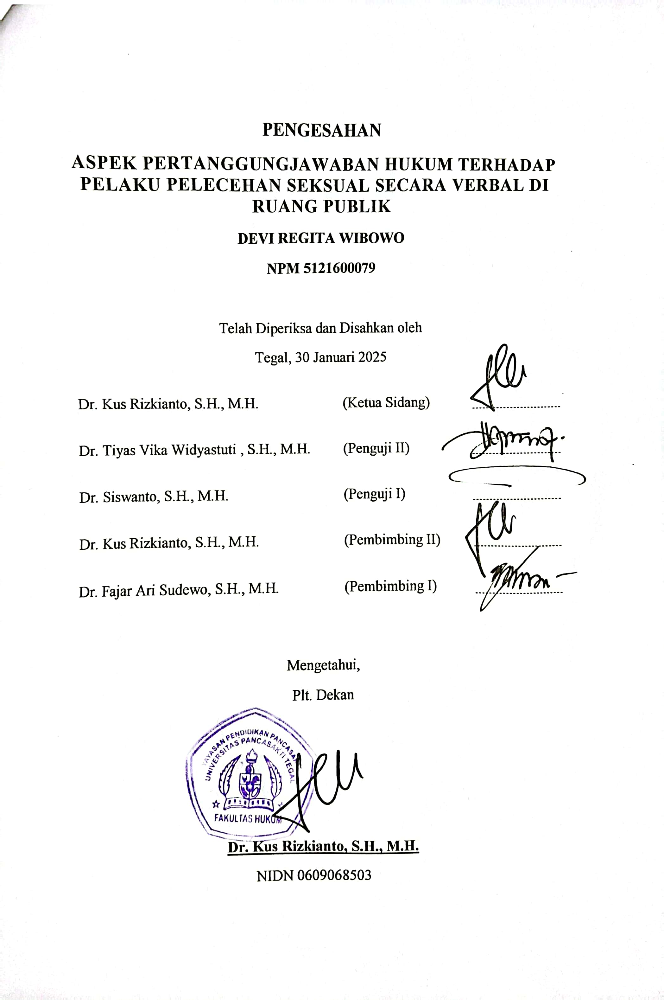 PENGESAHAN
ASPEK PERTANGGUNGJAWABAN HUKUM TERHADAP
PELAKU PELECEHAN SEKSUAL SECARA VERBAL DI
RUANG PUBLIK
DEVI REGITA WIBOWO
NPM 5121600079
Telah Diperiksa dan Disahkan oleh
Tegal, 30 Januari 2025
Dr. Kus Rizkianto, S.H., M.H. (Ketua Sidang) ........................
Dr. Tiyas Vika Widyastuti , S.H., M.H. (Penguji II) ........................
Dr. Siswanto, S.H., M.H. (Penguji I) ........................
Dr. Kus Rizkianto, S.H., M.H. (Pembimbing II) ........................
Dr. Fajar Ari Sudewo, S.H., M.H. (Pembimbing I) ........................
Mengetahui,
Plt. Dekan
YAYASAN PENDIDIKAN
UNIVERSITAS PANCASAKTI TEGAL
FAKULTAS HUKUM
Dr. Kus Rizkianto, S.H., M.H.
NIDN 0609068503